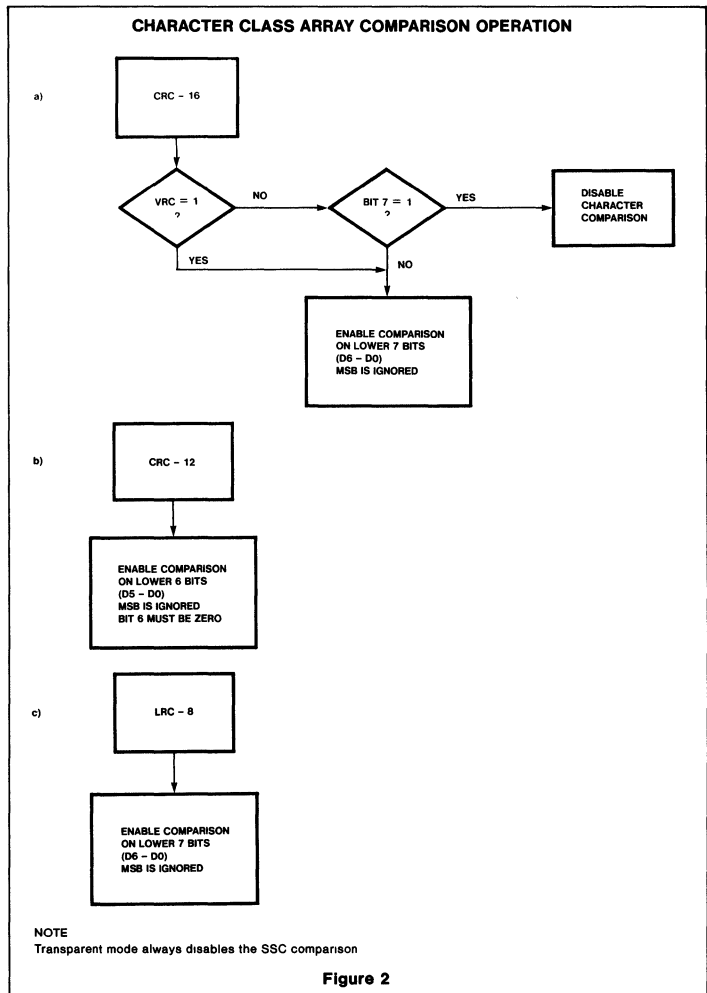 CHARACTER CLASS ARRAY COMPARISON OPERATION
a)
CRC – 16
VRC = 1
?
NO
BIT 7 = 1
?
YES
DISABLE
CHARACTER
COMPARISON
YES
NO
ENABLE COMPARISON
ON LOWER 7 BITS
(D6 – D0)
MSB IS IGNORED
b)
CRC – 12
ENABLE COMPARISON
ON LOWER 6 BITS
(D5 – D0)
MSB IS IGNORED
BIT 6 MUST BE ZERO
c)
LRC – 8
ENABLE COMPARISON
ON LOWER 7 BITS
(D6 – D0)
MSB IS IGNORED
NOTE
Transparent mode always disables the SSC comparison
Figure 2